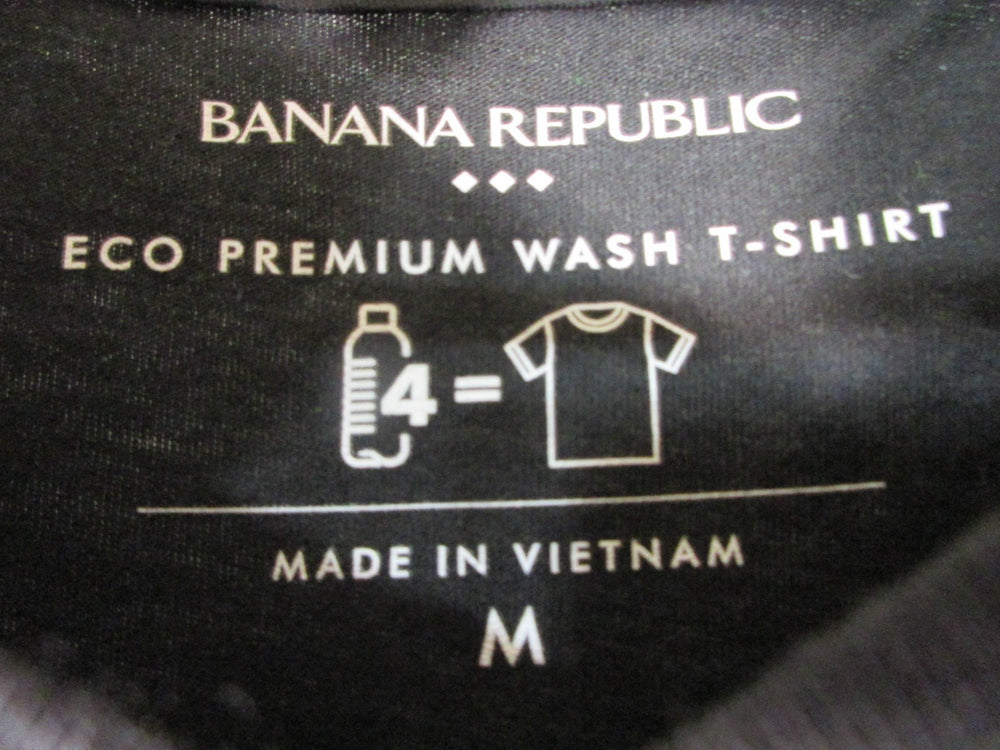 BANANA REPUBLIC
ECO PREMIUM WASH T-SHIRT
4 =
MADE IN VIETNAM
M